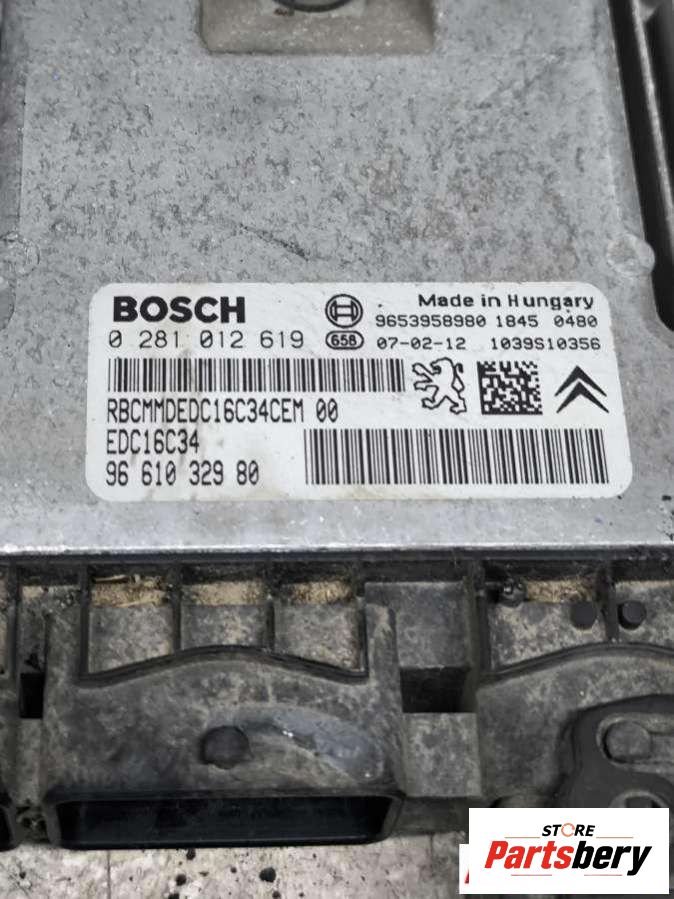 BOSCH
Made in Hungary
9653958980 1845 0480
0 281 012 619
658 07-02-12 1039S10356
RBCMMDEDC16C34CEM 00
EDC16C34
96 610 329 80
STORE
Partsbery